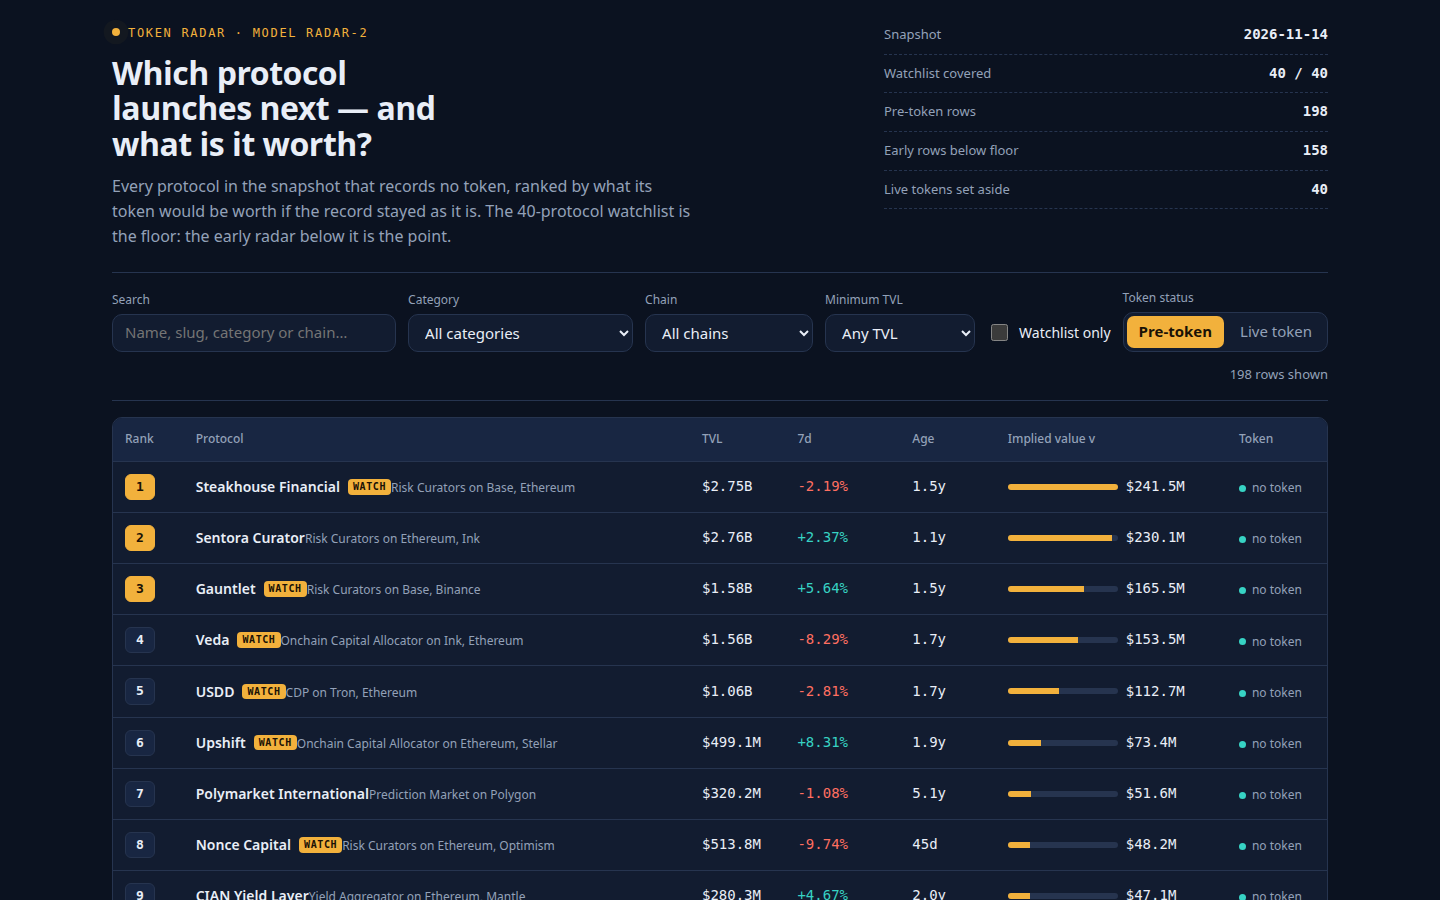 TOKEN RADAR · MODEL RADAR-2
Which protocol
launches next — and
what is it worth?
Every protocol in the snapshot that records no token, ranked by what its
token would be worth if the record stayed as it is. The 40-protocol watchlist is
the floor: the early radar below it is the point.
Snapshot 2026-11-14
Watchlist covered 40 / 40
Pre-token rows 198
Early rows below floor 158
Live tokens set aside 40
Search Category Chain Minimum TVL Token status
Name, slug, category or chain... All categories All chains Any TVL Watchlist only Pre-token Live token
198 rows shown
Rank Protocol TVL 7d Age Implied value v Token
1 Steakhouse Financial WATCH Risk Curators on Base, Ethereum $2.75B -2.19% 1.5y $241.5M no token
2 Sentora Curator Risk Curators on Ethereum, Ink $2.76B +2.37% 1.1y $230.1M no token
3 Gauntlet WATCH Risk Curators on Base, Binance $1.58B +5.64% 1.5y $165.5M no token
4 Veda WATCH Onchain Capital Allocator on Ink, Ethereum $1.56B -8.29% 1.7y $153.5M no token
5 USDD WATCH CDP on Tron, Ethereum $1.06B -2.81% 1.7y $112.7M no token
6 Upshift WATCH Onchain Capital Allocator on Ethereum, Stellar $499.1M +8.31% 1.9y $73.4M no token
7 Polymarket International Prediction Market on Polygon $320.2M -1.08% 5.1y $51.6M no token
8 Nonce Capital WATCH Risk Curators on Ethereum, Optimism $513.8M -9.74% 45d $48.2M no token
9 CIAN Yield Layer Yield Aggregator on Ethereum, Mantle $280.3M +4.67% 2.0y $47.1M no token